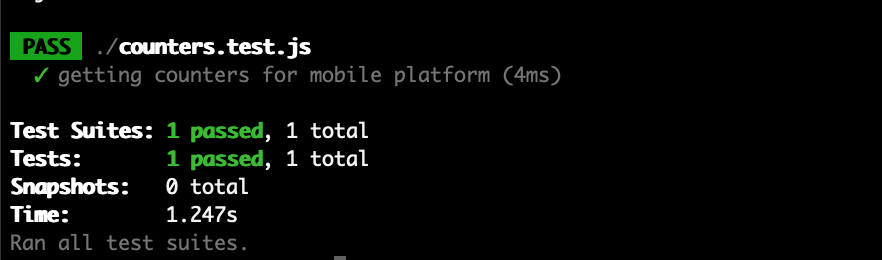 PASS ./counters.test.js
✓ getting counters for mobile platform (4ms)
Test Suites: 1 passed, 1 total
Tests: 1 passed, 1 total
Snapshots: 0 total
Time: 1.247s
Ran all test suites.